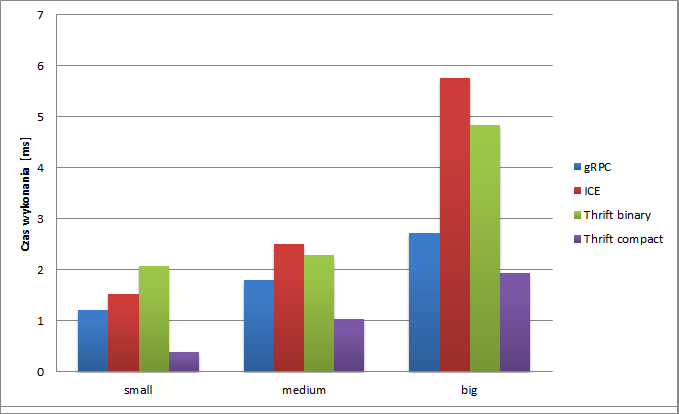 7
6
5
4
3
2
1
0
Czas wykonania [ms]
small
medium
big
gRPC
ICE
Thrift binary
Thrift compact